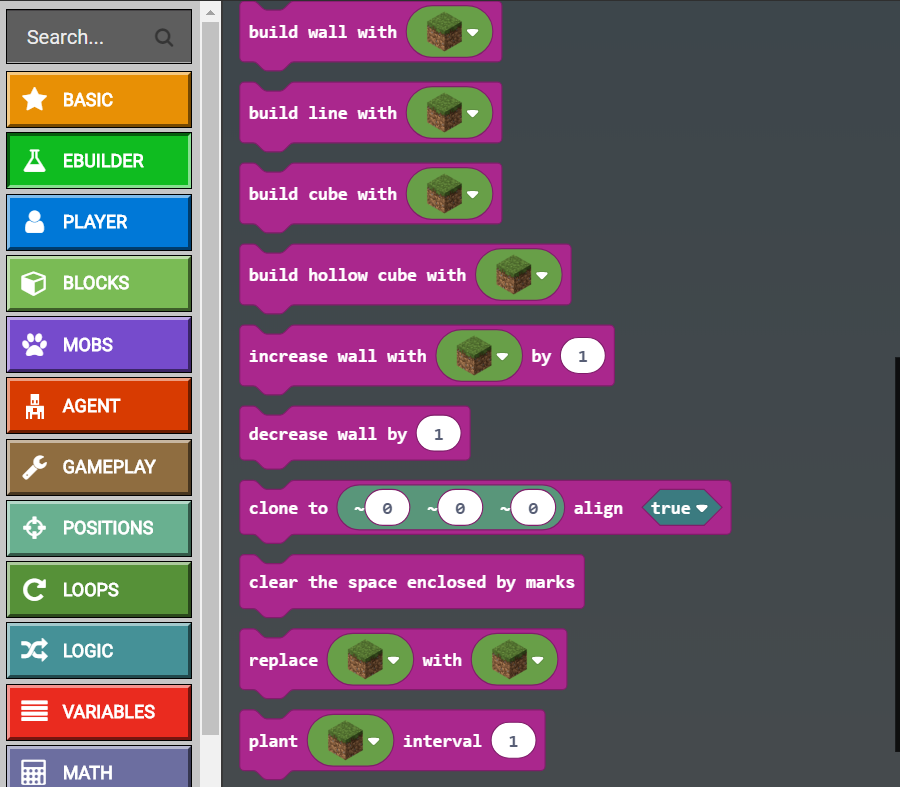 Search...
BASIC
EBUILDER
PLAYER
BLOCKS
MOBS
AGENT
GAMEPLAY
POSITIONS
LOOPS
LOGIC
VARIABLES
MATH
build wall with
build line with
build cube with
build hollow cube with
increase wall with by 1
decrease wall by 1
clone to ~0 ~0 ~0 align true
clear the space enclosed by marks
replace with
plant interval 1